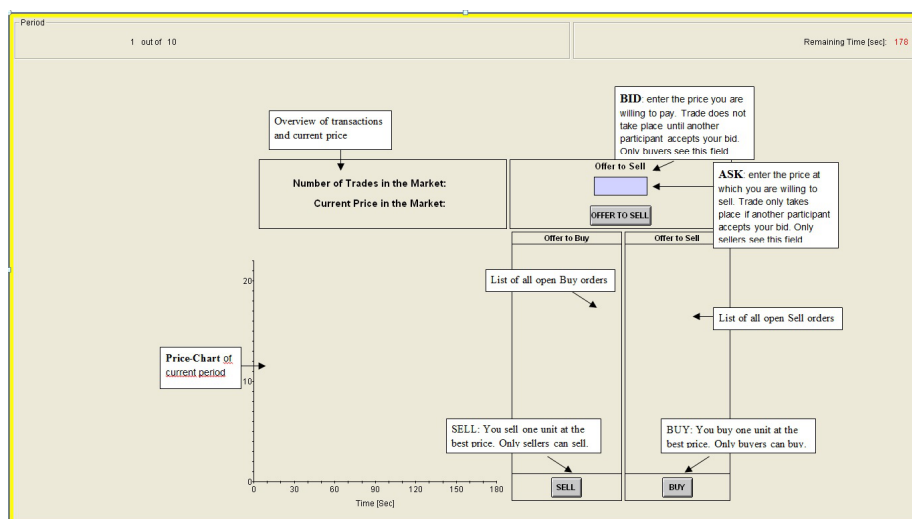 Period
1 out of 10
Remaining Time [sec]: 178
Overview of transactions
and current price
BID: enter the price you are
willing to pay. Trade does not
take place until another
participant accepts your bid.
Only buyers see this field
Number of Trades in the Market:
Current Price in the Market:
Offer to Sell
OFFER TO SELL
ASK: enter the price at
which you are willing to
sell. Trade only takes
place if another participant
accepts your bid. Only
sellers see this field
Offer to Buy
Offer to Sell
List of all open Buy orders
List of all open Sell orders
Price-Chart of
current period
20
10
0
0 30 60 90 120 150 180
Time [Sec]
SELL: You sell one unit at the
best price. Only sellers can sell.
BUY: You buy one unit at the
best price. Only buyers can buy.
SELL
BUY